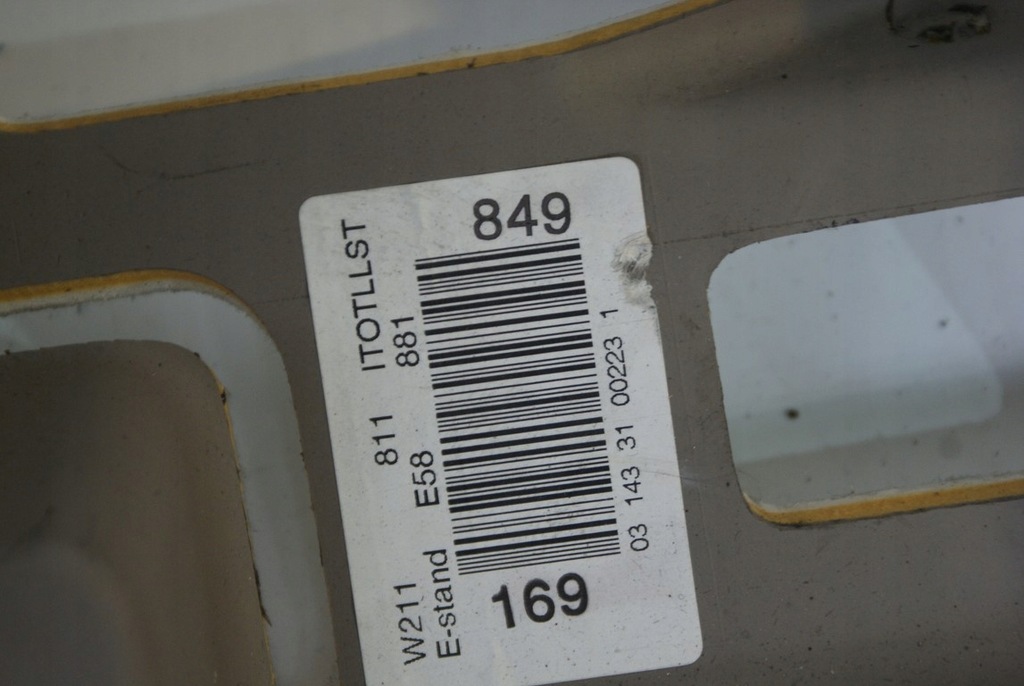 849
W211 811 ITOTLLST
E-stand E58 881
03 143 31 00223 1
169